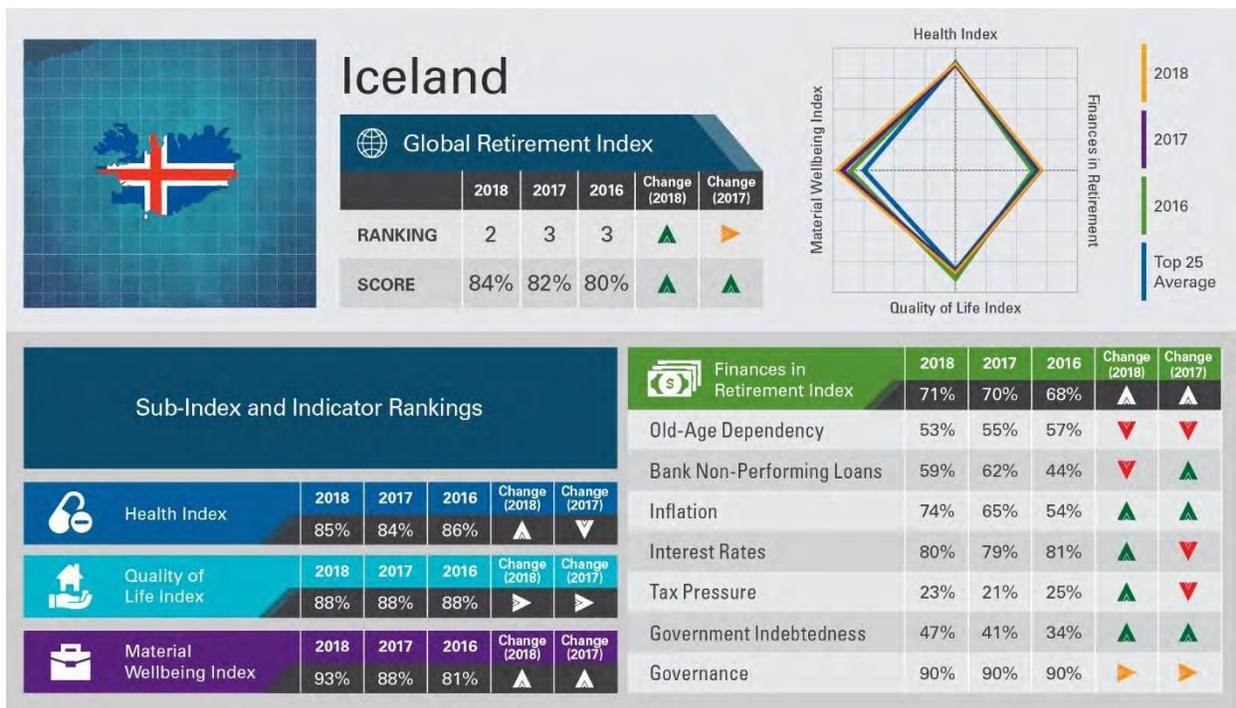 Iceland
Global Retirement Index
2018 2017 2016 Change (2018) Change (2017)
RANKING 2 3 3
SCORE 84% 82% 80%
Health Index
Material Wellbeing Index
Finances in Retirement
Quality of Life Index
2018
2017
2016
Top 25
Average
Sub-Index and Indicator Rankings
Health Index
2018 2017 2016 Change (2018) Change (2017)
85% 84% 86%
Quality of
Life Index
2018 2017 2016 Change (2018) Change (2017)
88% 88% 88%
Material
Wellbeing Index
2018 2017 2016 Change (2018) Change (2017)
93% 88% 81%
$
Finances in
Retirement Index
2018 2017 2016 Change (2018) Change (2017)
71% 70% 68%
Old-Age Dependency 53% 55% 57%
Bank Non-Performing Loans 59% 62% 44%
Inflation 74% 65% 54%
Interest Rates 80% 79% 81%
Tax Pressure 23% 21% 25%
Government Indebtedness 47% 41% 34%
Governance 90% 90% 90%